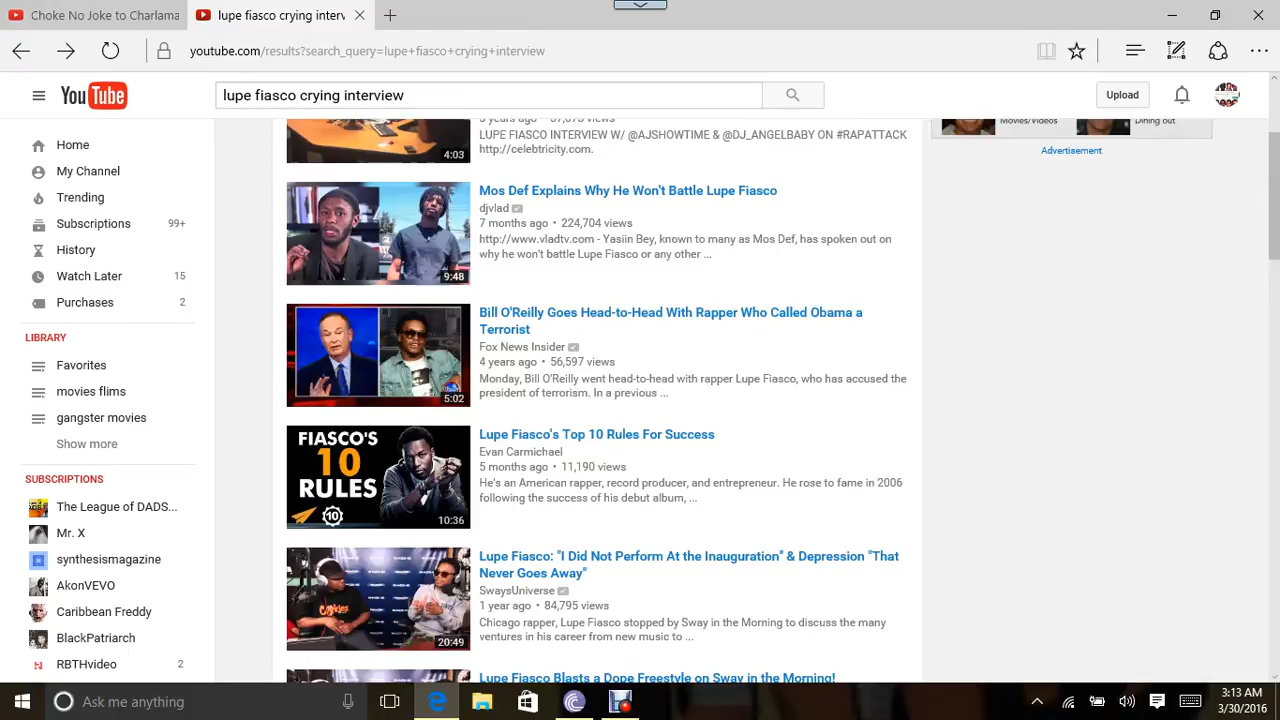 youtube.com/results?search_query=lupe+fiasco+crying+interview
YouTube
lupe fiasco crying interview
Upload
Home
My Channel
Trending
Subscriptions 99+
History
Watch Later 15
Purchases 2
LIBRARY
Favorites
movies flims
gangster movies
Show more
SUBSCRIPTIONS
The League of DADS...
Mr. X
synthesismagazine
AkonVEVO
Caribbean Freddy
BlackPatriarch
RBTHvideo 2
4:03
LUPE FIASCO INTERVIEW W/ @AJSHOWTIME & @DJ_ANGELBABY ON #RAPATTACK
http://celebtricity.com.
9:48
Mos Def Explains Why He Won't Battle Lupe Fiasco
djvlad
7 months ago • 224,704 views
http://www.vladtv.com - Yasiin Bey, known to many as Mos Def, has spoken out on
why he won't battle Lupe Fiasco or any other ...
5:02
Bill O'Reilly Goes Head-to-Head With Rapper Who Called Obama a
Terrorist
Fox News Insider
4 years ago • 56,597 views
Monday, Bill O'Reilly went head-to-head with rapper Lupe Fiasco, who has accused the
president of terrorism. In a previous ...
FIASCO'S
10
RULES
10
10:36
Lupe Fiasco's Top 10 Rules For Success
Evan Carmichael
5 months ago • 11,190 views
He's an American rapper, record producer, and entrepreneur. He rose to fame in 2006
following the success of his debut album, ...
Cookies
20:49
Lupe Fiasco: "I Did Not Perform At the Inauguration" & Depression "That
Never Goes Away"
SwaysUniverse
1 year ago • 84,795 views
Chicago rapper, Lupe Fiasco stopped by Sway in the Morning to discuss the many
ventures in his career from new music to ...
Lupe Fiasco Blasts a Dope Freestyle on Sway in the Morning!
Movies/Videos
Dining out
Advertisement
Ask me anything
3:13 AM
3/30/2016